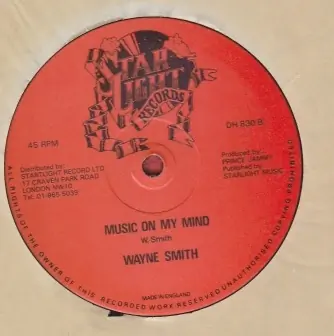 STAR
LIGHT
RECORDS
45 RPM
DH 830-B
Distributed by:
STARTLIGHT RECORD LTD
17 CRAVEN PARK ROAD
LONDON NW10
Tel. 01-965-5039
Produced by
PRINCE JAMMY
Published by
STARLIGHT MUSIC
MUSIC ON MY MIND
W. Smith
WAYNE SMITH
MADE IN ENGLAND
ALL RIGHTS OF THE OWNER OF THIS RECORDED WORK RESERVED UNAUTHORISED COPYING PROHIBITED